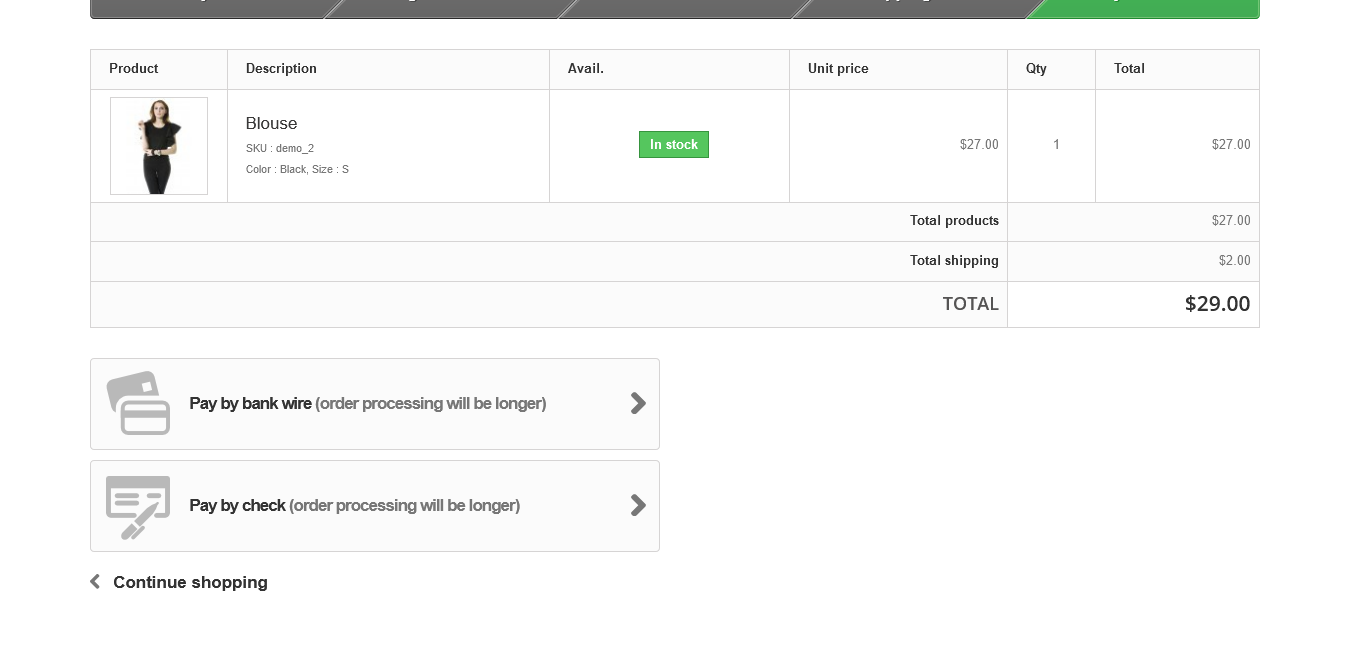 Product Description Avail. Unit price Qty Total
Blouse
SKU : demo_2
Color : Black, Size : S
In stock
$27.00
1
$27.00
Total products $27.00
Total shipping $2.00
TOTAL $29.00
Pay by bank wire (order processing will be longer)
Pay by check (order processing will be longer)
Continue shopping